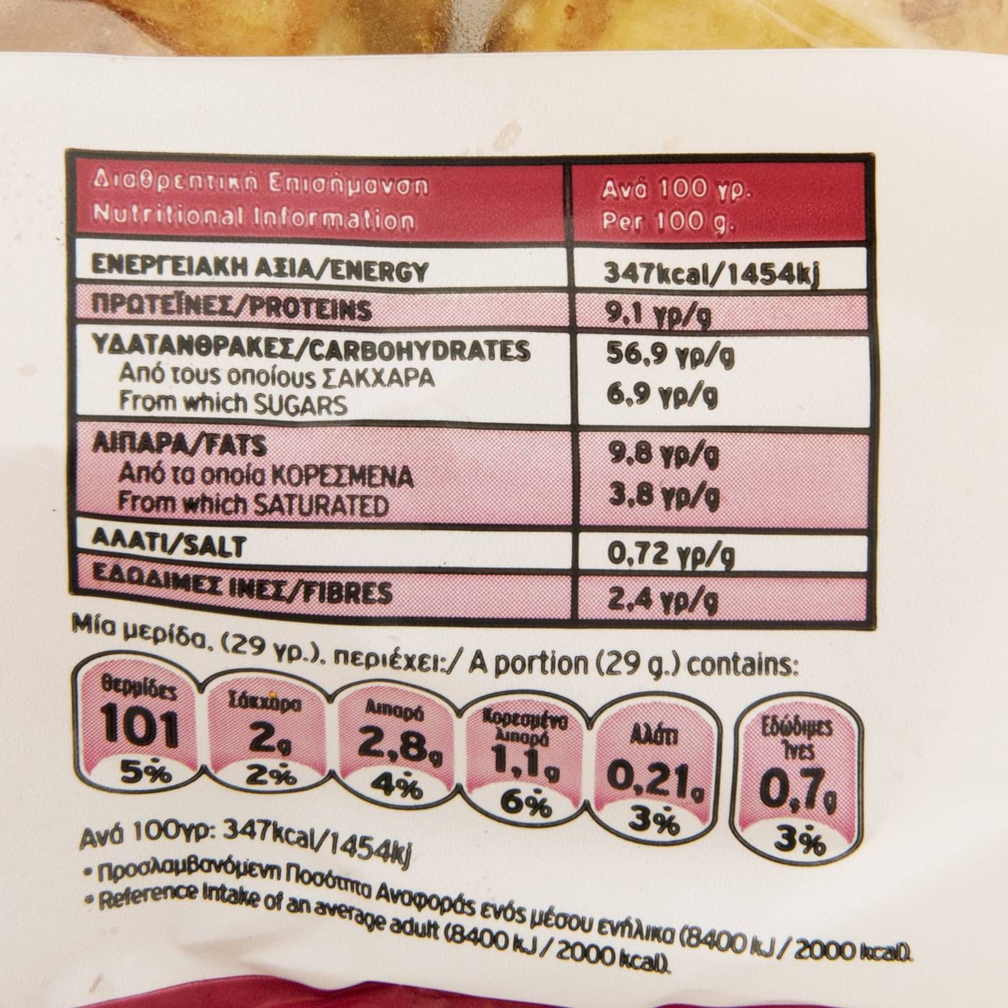 Διαθρεπτική Επισήμανση
Nutritional Information
Ανά 100 γρ.
Per 100 g.
ΕΝΕΡΓΕΙΑΚΗ ΑΞΙΑ/ENERGY 347kcal/1454kj
ΠΡΩΤΕΪΝΕΣ/PROTEINS 9,1 γρ/g
ΥΔΑΤΑΝΘΡΑΚΕΣ/CARBOHYDRATES 56,9 γρ/g
Από τους οποίους ΣΑΚΧΑΡΑ 6,9 γρ/g
From which SUGARS
ΛΙΠΑΡΑ/FATS 9,8 γρ/g
Από τα οποία ΚΟΡΕΣΜΕΝΑ 3,8 γρ/g
From which SATURATED
ΑΛΑΤΙ/SALT 0,72 γρ/g
ΕΔΩΔΙΜΕΣ ΙΝΕΣ/FIBRES 2,4 γρ/g
Μία μερίδα, (29 γρ.), περιέχει:/ A portion (29 g.) contains:
Θερμίδες
101
5%
Σάκχαρα
2g
2%
Λιπαρά
2,8g
4%
Κορεσμένα
Λιπαρά
1,1g
6%
Αλάτι
0,21g
3%
Εδώδιμες
Ίνες
0,7g
3%
Ανά 100γρ: 347kcal/1454kj
• Προσλαμβανόμενη Ποσότητα Αναφοράς ενός μέσου ενήλικα (8400 kJ / 2000 kcal).
• Reference Intake of an average adult (8400 kJ / 2000 kcal).